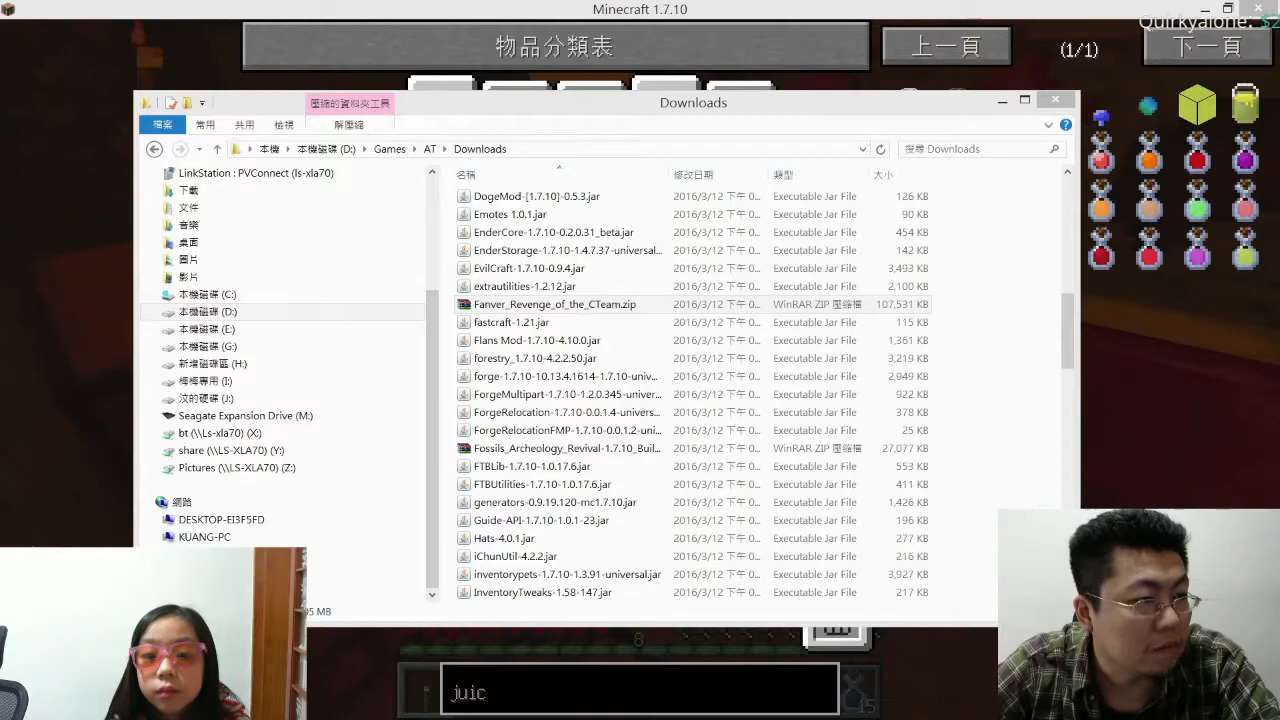 Minecraft 1.7.10
Quirkyalone: $2
物品分類表
上一頁
(1/1)
下一頁
壓縮的資料夾工具
Downloads
檔案
常用
共用
檢視
解壓縮
本機
本機磁碟 (D:)
Games
AT
Downloads
搜尋 Downloads
LinkStation : PVConnect (ls-xla70)
下載
文件
音樂
桌面
圖片
影片
本機磁碟 (C:)
本機磁碟 (D:)
本機磁碟 (E:)
本機磁碟 (G:)
新增磁碟區 (H:)
梅梅專用 (I:)
汶的硬碟 (J:)
Seagate Expansion Drive (M:)
bt (\\Ls-xla70) (X:)
share (\\LS-XLA70) (Y:)
Pictures (\\LS-XLA70) (Z:)
網路
DESKTOP-EI3F5FD
KUANG-PC
名稱 修改日期 類型 大小
DogeMod-[1.7.10]-0.5.3.jar 2016/3/12 下午 0... Executable Jar File 126 KB
Emotes 1.0.1.jar 2016/3/12 下午 0... Executable Jar File 90 KB
EnderCore-1.7.10-0.2.0.31_beta.jar 2016/3/12 下午 0... Executable Jar File 454 KB
EnderStorage-1.7.10-1.4.7.37-universal... 2016/3/12 下午 0... Executable Jar File 142 KB
EvilCraft-1.7.10-0.9.4.jar 2016/3/12 下午 0... Executable Jar File 3,493 KB
extrautilities-1.2.12.jar 2016/3/12 下午 0... Executable Jar File 2,100 KB
Fanver_Revenge_of_the_CTeam.zip 2016/3/12 下午 0... WinRAR ZIP 壓縮檔 107,531 KB
fastcraft-1.21.jar 2016/3/12 下午 0... Executable Jar File 115 KB
Flans Mod-1.7.10-4.10.0.jar 2016/3/12 下午 0... Executable Jar File 1,361 KB
forestry_1.7.10-4.2.2.50.jar 2016/3/12 下午 0... Executable Jar File 3,219 KB
forge-1.7.10-10.13.4.1614-1.7.10-univ... 2016/3/12 下午 0... Executable Jar File 2,949 KB
ForgeMultipart-1.7.10-1.2.0.345-univer... 2016/3/12 下午 0... Executable Jar File 922 KB
ForgeRelocation-1.7.10-0.0.1.4-univers... 2016/3/12 下午 0... Executable Jar File 378 KB
ForgeRelocationFMP-1.7.10-0.0.1.2-uni... 2016/3/12 下午 0... Executable Jar File 25 KB
Fossils_Archeology_Revival-1.7.10_Buil... 2016/3/12 下午 0... WinRAR ZIP 壓縮檔 27,077 KB
FTBLib-1.7.10-1.0.17.6.jar 2016/3/12 下午 0... Executable Jar File 553 KB
FTBUtilities-1.7.10-1.0.17.6.jar 2016/3/12 下午 0... Executable Jar File 411 KB
generators-0.9.19.120-mc1.7.10.jar 2016/3/12 下午 0... Executable Jar File 1,426 KB
Guide-API-1.7.10-1.0.1-23.jar 2016/3/12 下午 0... Executable Jar File 196 KB
Hats-4.0.1.jar 2016/3/12 下午 0... Executable Jar File 277 KB
iChunUtil-4.2.2.jar 2016/3/12 下午 0... Executable Jar File 216 KB
inventorypets-1.7.10-1.3.91-universal.jar 2016/3/12 下午 0... Executable Jar File 3,927 KB
InventoryTweaks-1.58-147.jar 2016/3/12 下午 0... Executable Jar File 217 KB
MB
8
juic
15